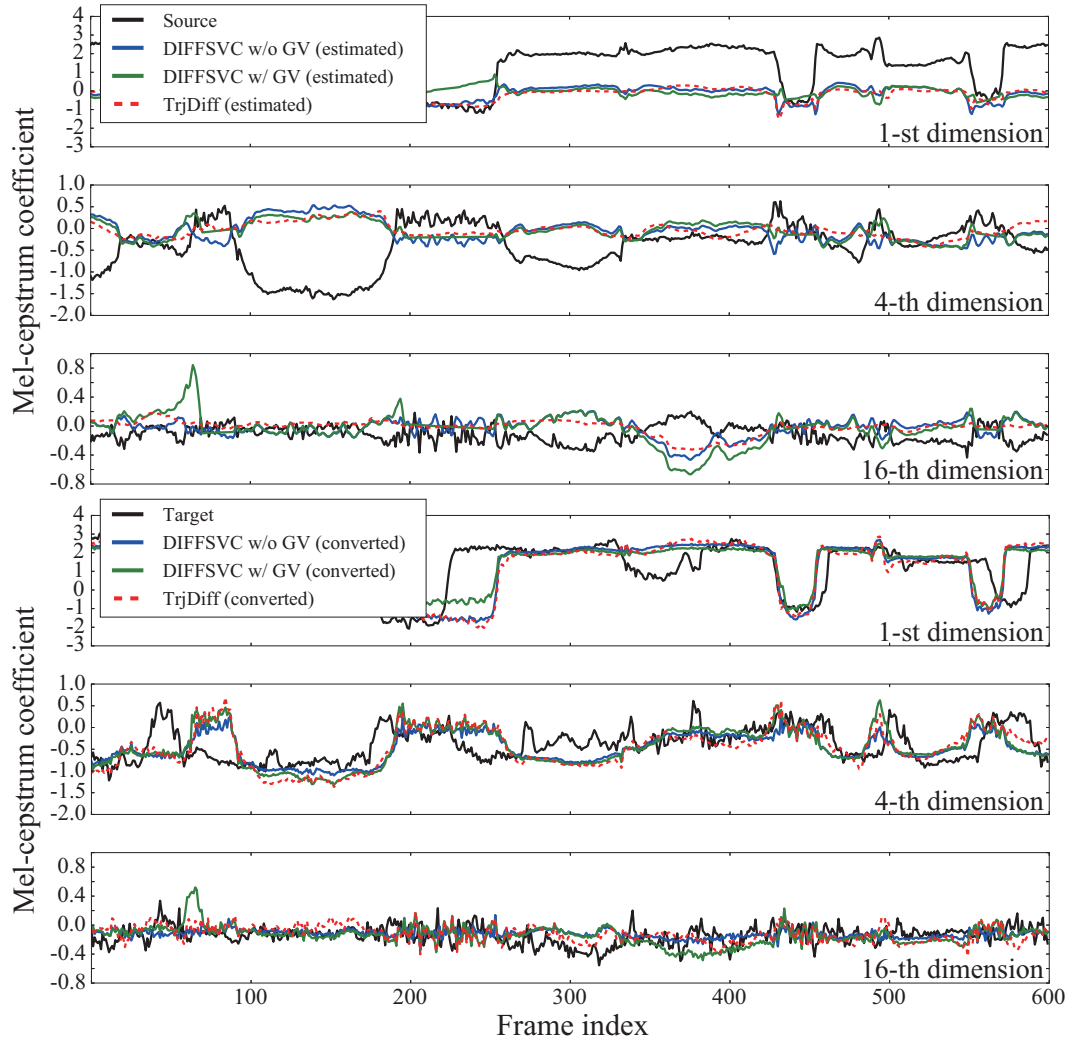 Mel-cepstrum coefficient
4
3
2
1
0
-1
-2
-3
Source
DIFFSVC w/o GV (estimated)
DIFFSVC w/ GV (estimated)
TrjDiff (estimated)
1-st dimension
1.0
0.5
0.0
-0.5
-1.0
-1.5
-2.0
4-th dimension
0.8
0.4
0.0
-0.4
-0.8
16-th dimension
Mel-cepstrum coefficient
4
3
2
1
0
-1
-2
-3
Target
DIFFSVC w/o GV (converted)
DIFFSVC w/ GV (converted)
TrjDiff (converted)
1-st dimension
1.0
0.5
0.0
-0.5
-1.0
-1.5
-2.0
4-th dimension
0.8
0.4
0.0
-0.4
-0.8
16-th dimension
100 200 300 400 500 600
Frame index